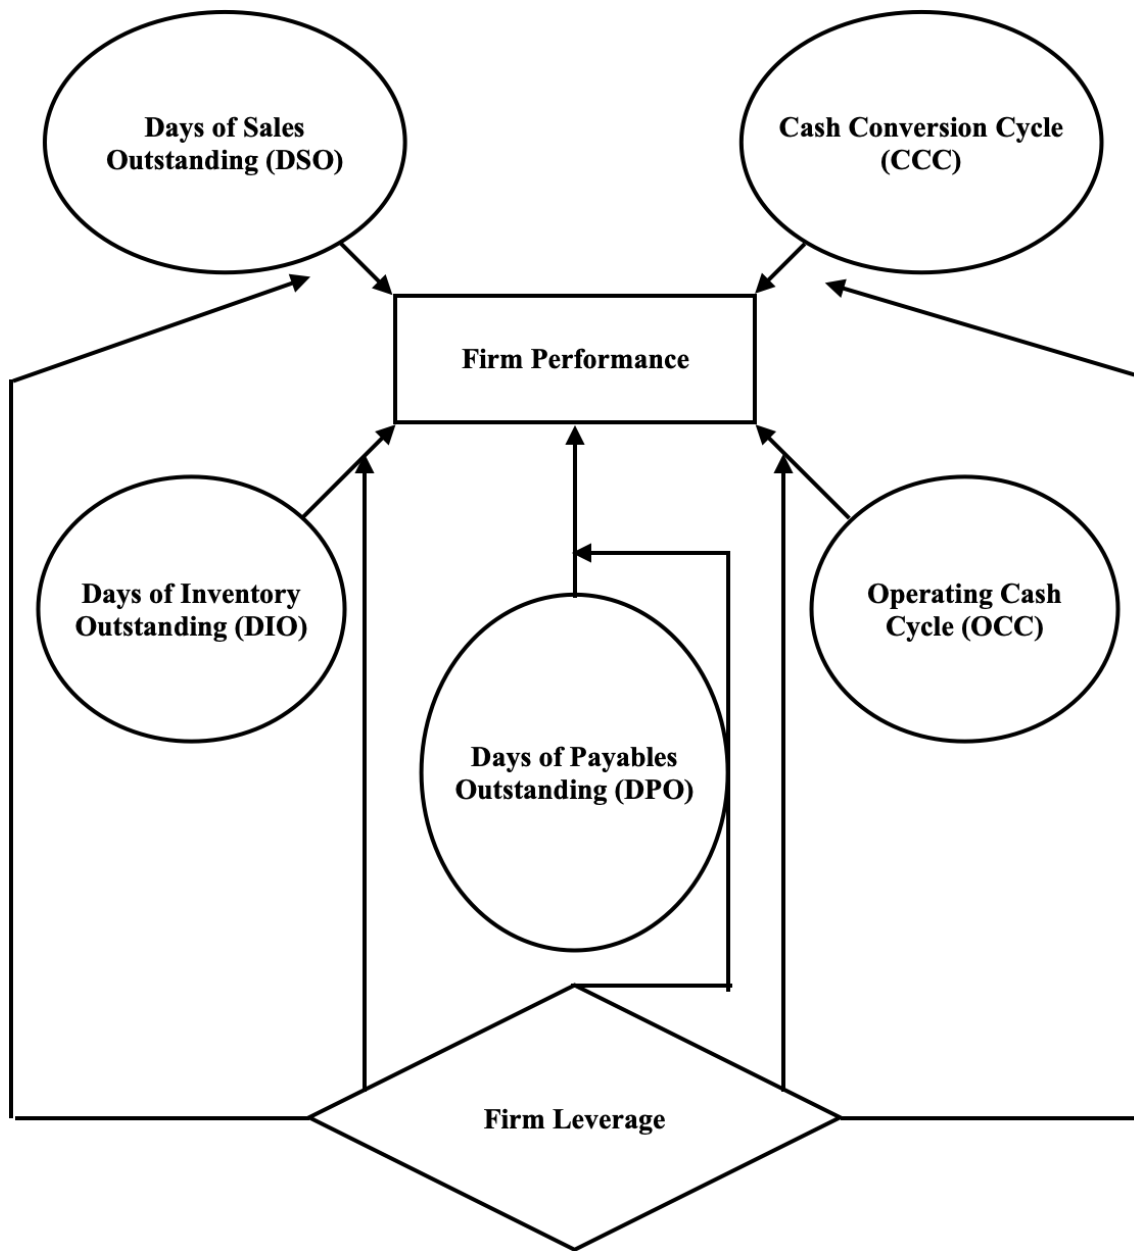 Days of Sales
Outstanding (DSO)
Cash Conversion Cycle
(CCC)
Firm Performance
Days of Inventory
Outstanding (DIO)
Operating Cash
Cycle (OCC)
Days of Payables
Outstanding (DPO)
Firm Leverage